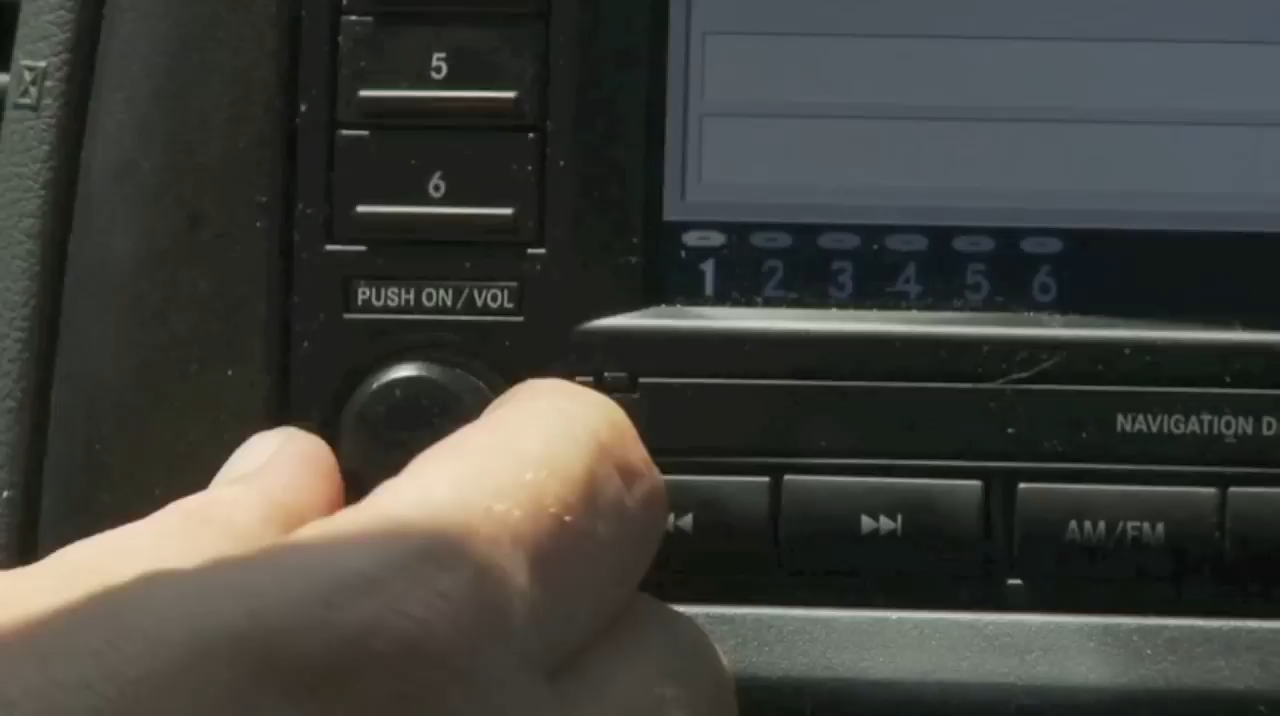 5
6
PUSH ON / VOL
1 2 3 4 5 6
NAVIGATION D
AM / FM